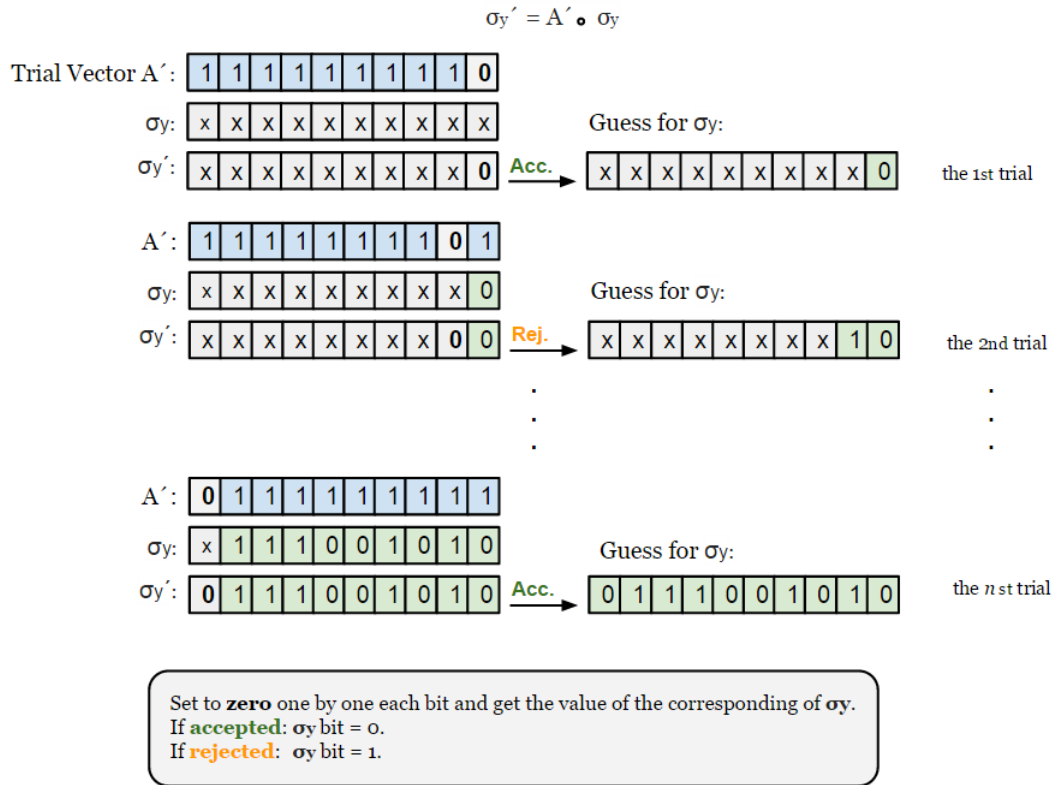 σy´ = A´ ∘ σy
Trial Vector A´: 1 1 1 1 1 1 1 1 1 0
σy: x x x x x x x x x x
Guess for σy:
σy´: x x x x x x x x x 0 Acc. x x x x x x x x x 0 the 1st trial
A´: 1 1 1 1 1 1 1 1 0 1
σy: x x x x x x x x x 0
Guess for σy:
σy´: x x x x x x x x 0 0 Rej. x x x x x x x x 1 0 the 2nd trial
. .
. .
. .
A´: 0 1 1 1 1 1 1 1 1 1
σy: x 1 1 1 0 0 1 0 1 0
Guess for σy:
σy´: 0 1 1 1 0 0 1 0 1 0 Acc. 0 1 1 1 0 0 1 0 1 0 the n st trial
Set to zero one by one each bit and get the value of the corresponding of σy.
If accepted: σy bit = 0.
If rejected: σy bit = 1.